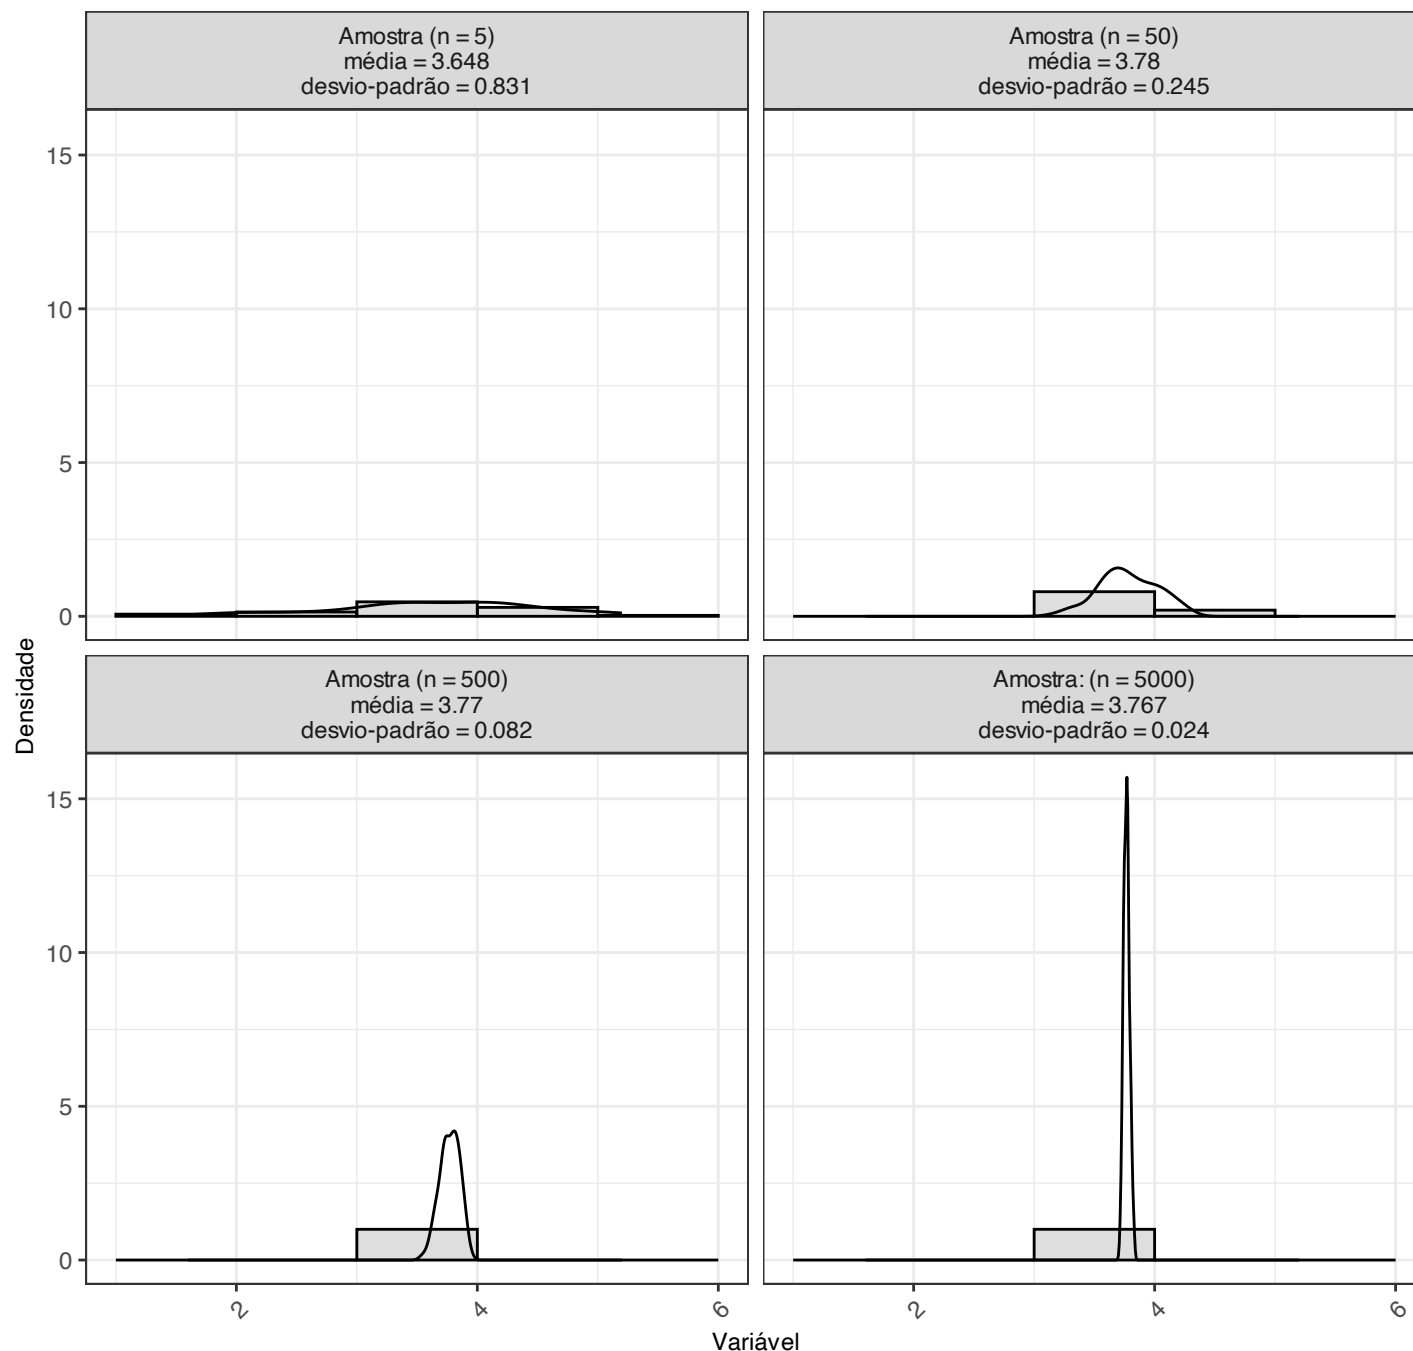 Amostra (n = 5)
média = 3.648
desvio-padrão = 0.831
Amostra (n = 50)
média = 3.78
desvio-padrão = 0.245
15
10
5
0
Densidade
Amostra (n = 500)
média = 3.77
desvio-padrão = 0.082
Amostra: (n = 5000)
média = 3.767
desvio-padrão = 0.024
15
10
5
0
2
4
6
2
4
6
Variável